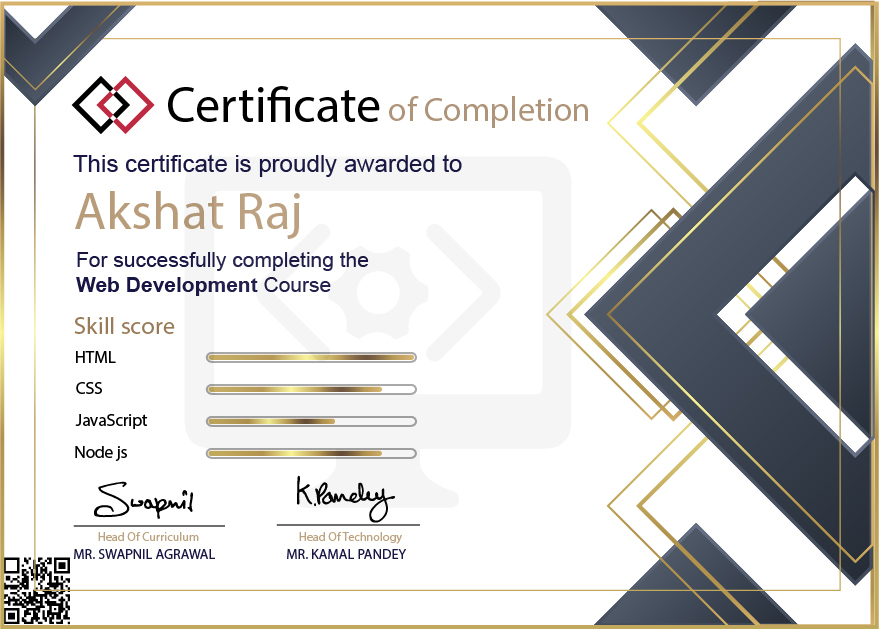 Certificate of Completion
This certificate is proudly awarded to
Akshat Raj
For successfully completing the
Web Development Course
Skill score
HTML
CSS
JavaScript
Node js
Swapnil
K.Pandey
Head Of Curriculum
Head Of Technology
MR. SWAPNIL AGRAWAL
MR. KAMAL PANDEY